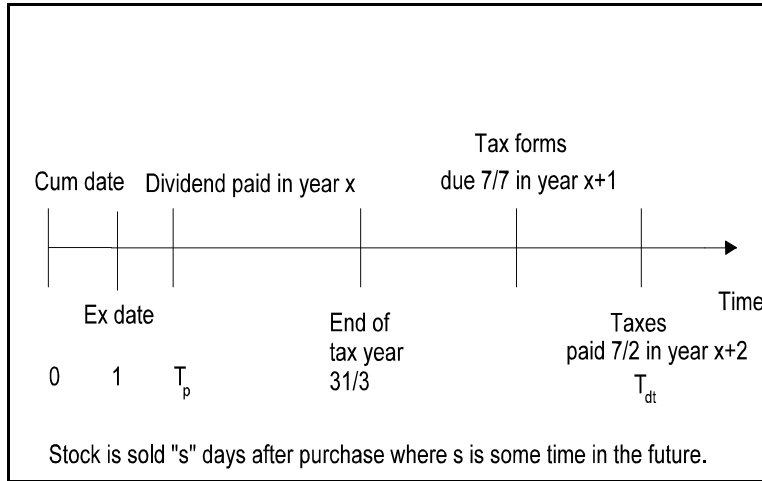 Tax forms
due 7/7 in year x+1
Cum date
Dividend paid in year x
Time
Ex date
End of
tax year
31/3
Taxes
paid 7/2 in year x+2
0
1
Tp
Tdt
Stock is sold "s" days after purchase where s is some time in the future.